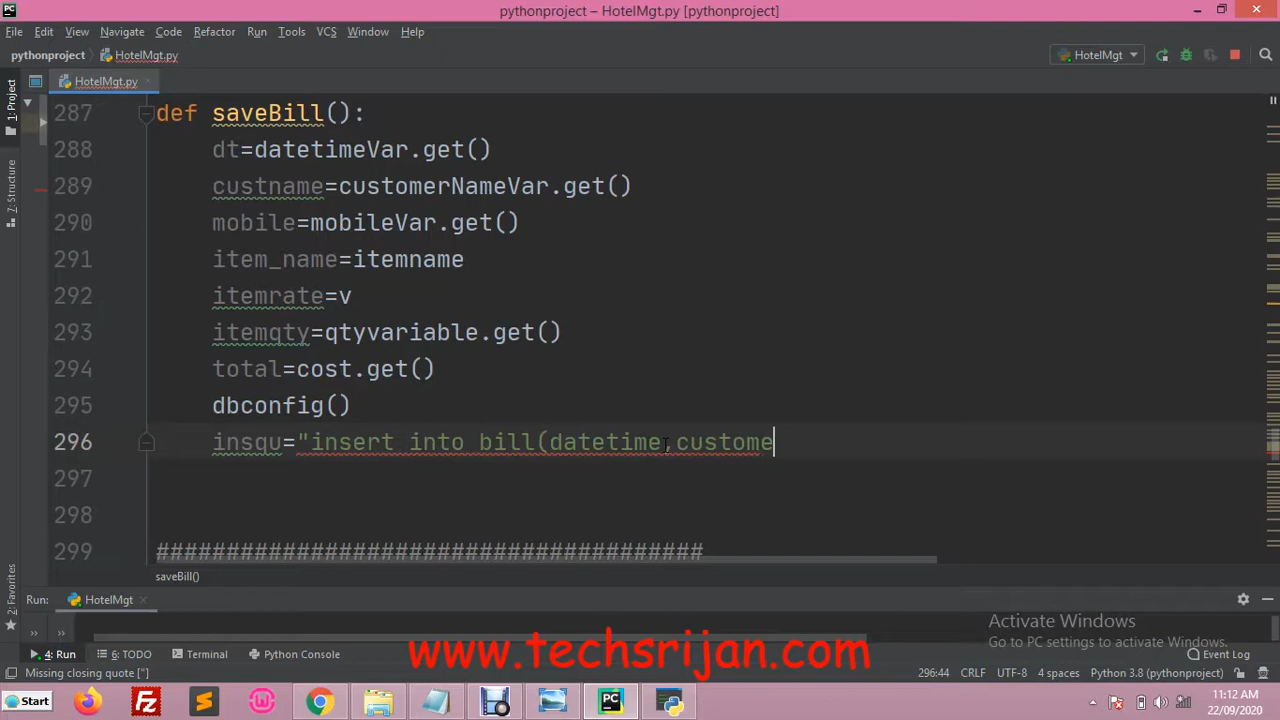 pythonproject – HotelMgt.py [pythonproject]
File Edit View Navigate Code Refactor Run Tools VCS Window Help
pythonproject HotelMgt.py HotelMgt
1: Project HotelMgt.py
287 def saveBill():
288 dt=datetimeVar.get()
289 custname=customerNameVar.get()
7: Structure
290 mobile=mobileVar.get()
291 item_name=itemname
292 itemrate=v
293 itemqty=qtyvariable.get()
294 total=cost.get()
295 dbconfig()
296 insqu="insert into bill(datetime,custome
297
298
299 #######################################
saveBill()
2: Favorites
Run: HotelMgt
Activate Windows
Go to PC settings to activate Windows.
4: Run 6: TODO Terminal Python Console Event Log
www.techsrijan.com
Missing closing quote ["] 296:44 CRLF UTF-8 4 spaces Python 3.8 (pythonproject)
Start 11:12 AM
22/09/2020